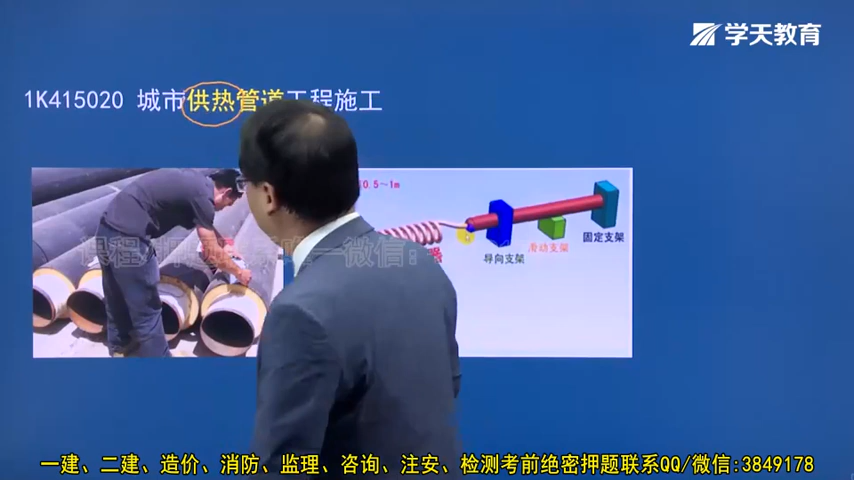 学天教育
1K415020 城市供热管道工程施工
0.5~1m
导向支架
滑动支架
固定支架
一建、二建、造价、消防、监理、咨询、注安、检测考前绝密押题联系QQ/微信:3849178